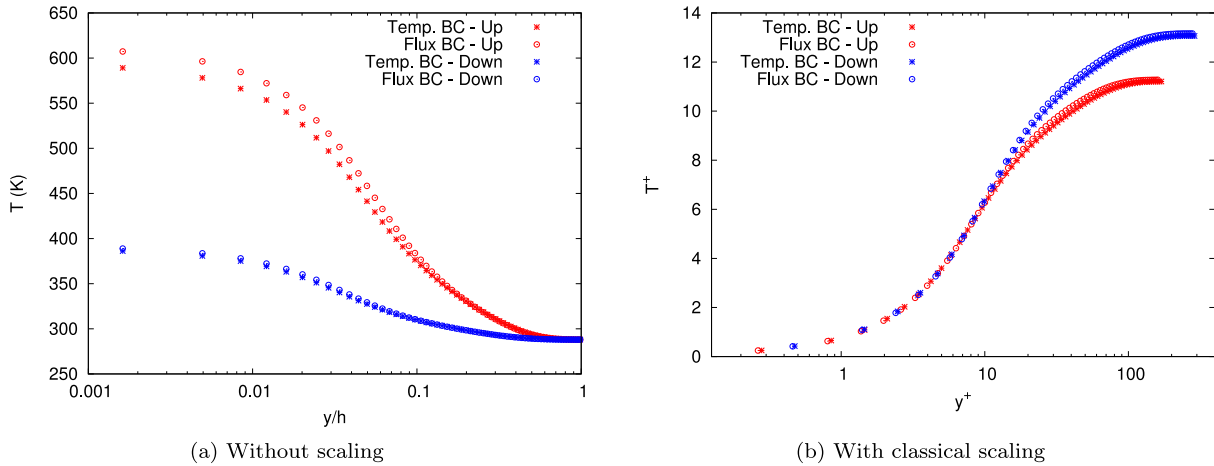 Temp. BC - Up
Flux BC - Up
Temp. BC - Down
Flux BC - Down
650
600
550
500
450
400
350
300
250
T (K)
0.001
0.01
0.1
1
y/h
(a) Without scaling
Temp. BC - Up
Flux BC - Up
Temp. BC - Down
Flux BC - Down
14
12
10
8
6
4
2
0
T⁺
1
10
100
y⁺
(b) With classical scaling